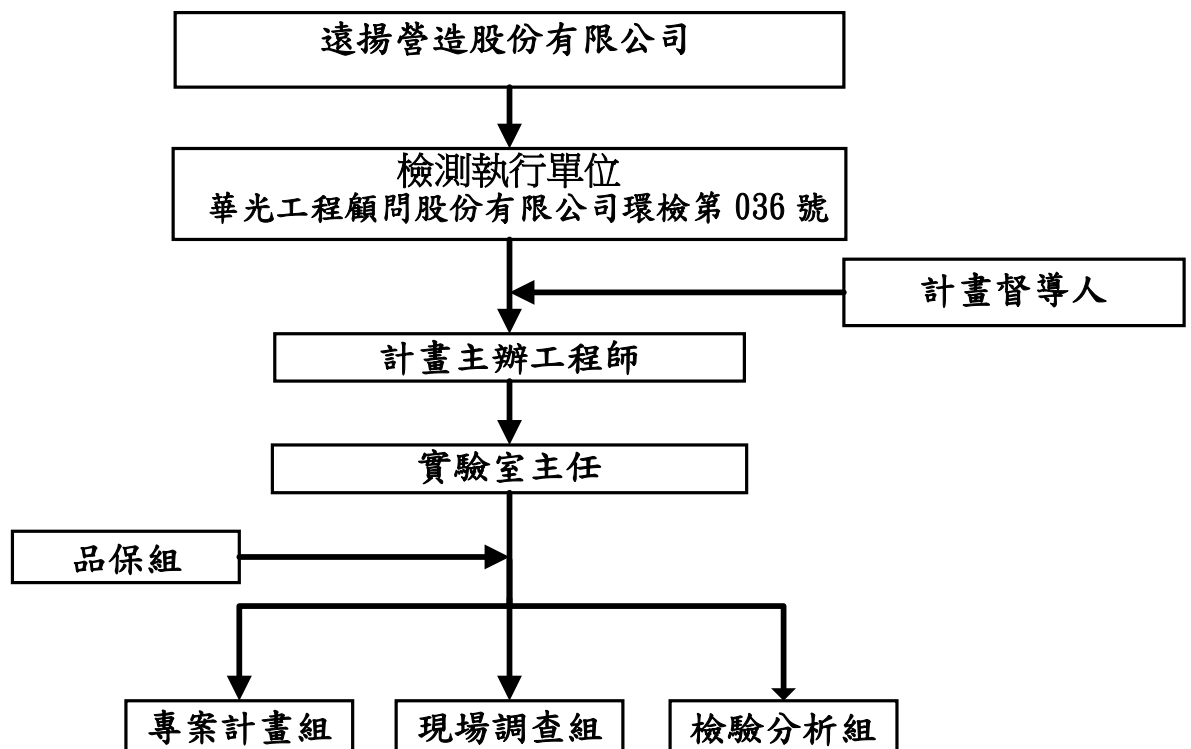 遠揚營造股份有限公司
檢測執行單位
華光工程顧問股份有限公司環檢第 036 號
計畫督導人
計畫主辦工程師
實驗室主任
品保組
專案計畫組
現場調查組
檢驗分析組